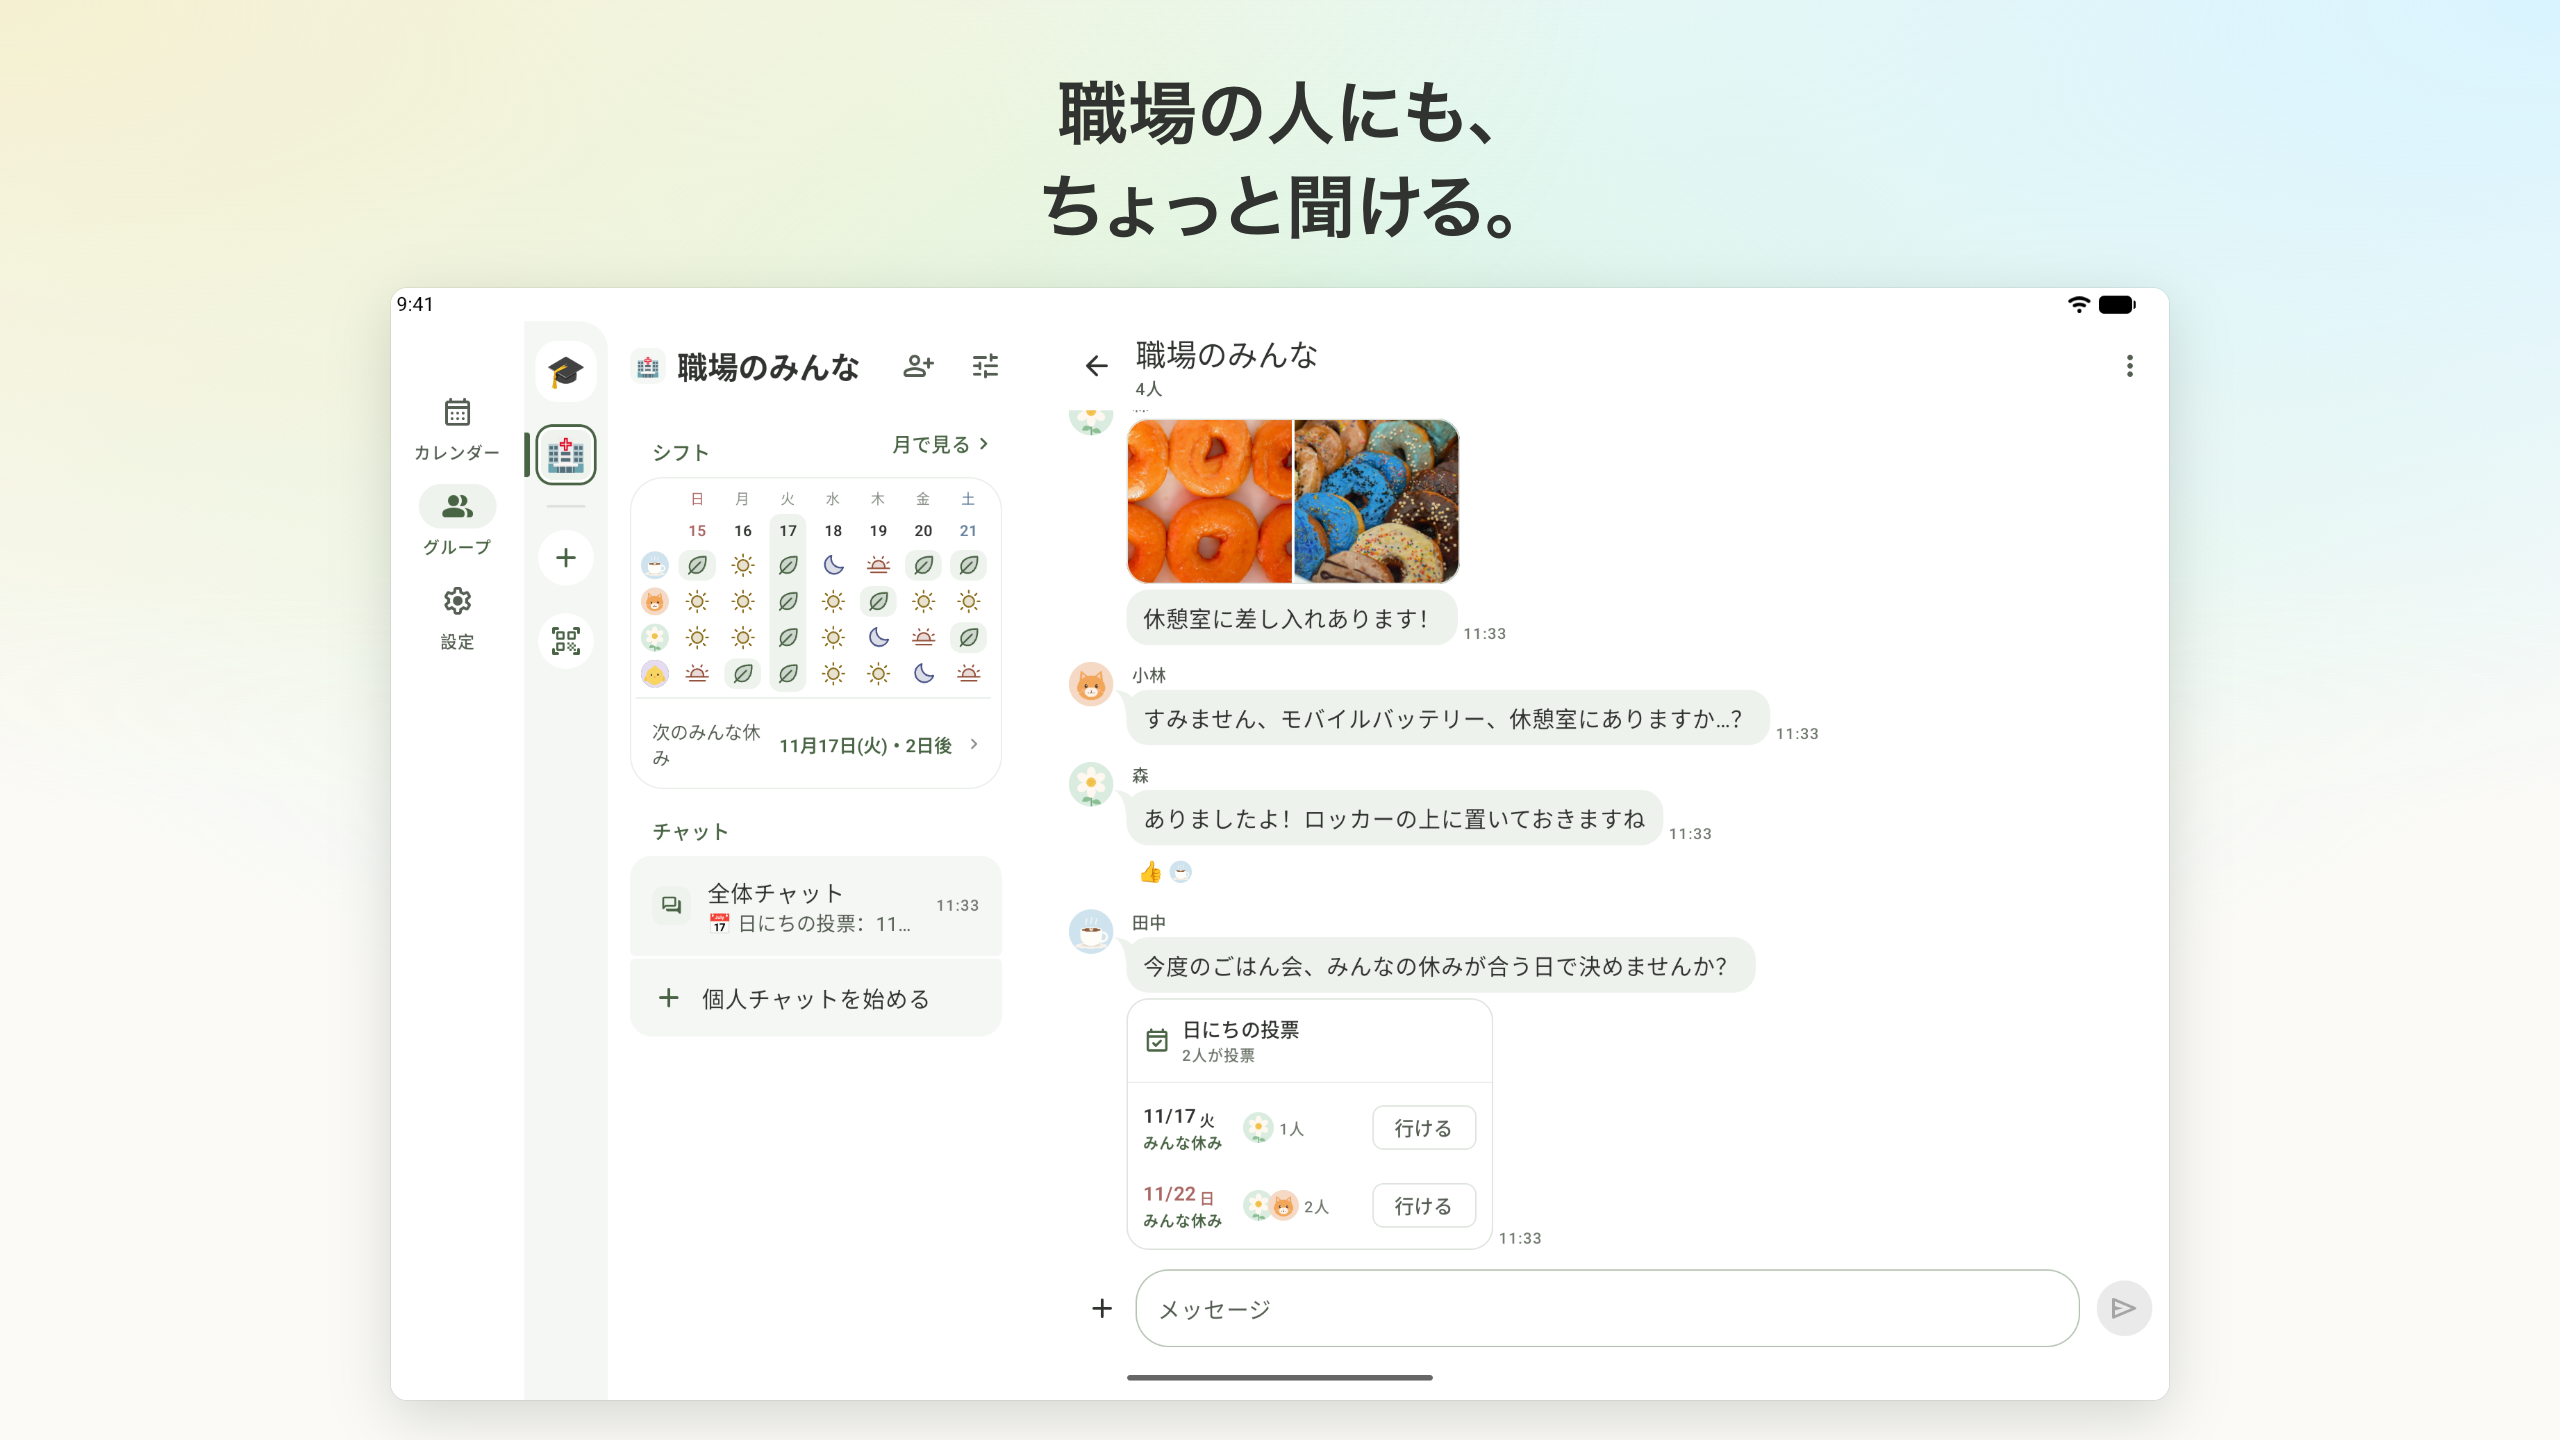 職場の人にも、
ちょっと聞ける。
9:41
カレンダー
グループ
設定
職場のみんな
シフト
月で見る
日 月 火 水 木 金 土
15 16 17 18 19 20 21
次のみんな休
み
11月17日(火)・2日後
チャット
全体チャット
日にちの投票：11…
11:33
個人チャットを始める
職場のみんな
4人
休憩室に差し入れあります！
11:33
小林
すみません、モバイルバッテリー、休憩室にありますか…？
11:33
森
ありましたよ！ロッカーの上に置いておきますね
11:33
田中
今度のごはん会、みんなの休みが合う日で決めませんか？
日にちの投票
2人が投票
11/17 火
みんな休み
1人
行ける
11/22 日
みんな休み
2人
行ける
11:33
メッセージ